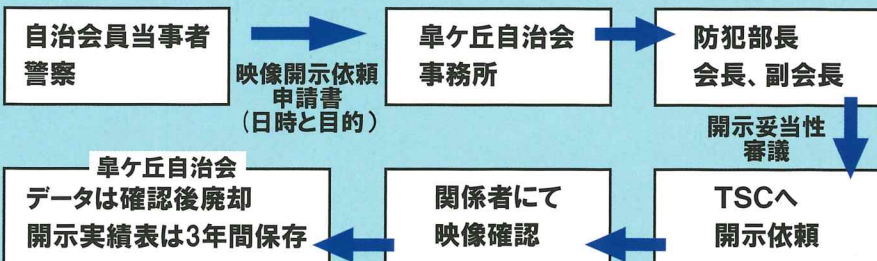 自治会員当事者
警察
映像開示依頼
申請書
（日時と目的）
皐ケ丘自治会
事務所
防犯部長
会長、副会長
開示妥当性
審議
TSCへ
開示依頼
関係者にて
映像確認
皐ケ丘自治会
データは確認後廃却
開示実績表は3年間保存